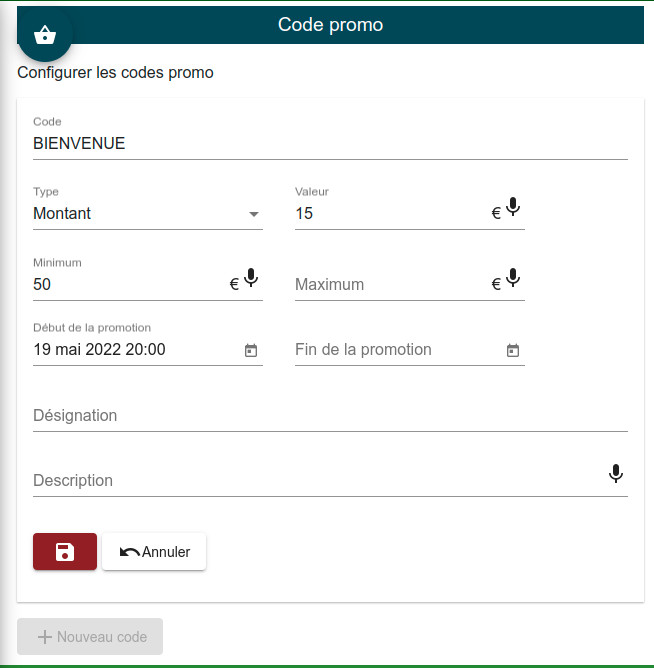 Code promo
Configurer les codes promo
Code
BIENVENUE
Type
Valeur
Montant
15 €
Minimum
50 €
Maximum €
Début de la promotion
19 mai 2022 20:00
Fin de la promotion
Désignation
Description
Annuler
Nouveau code